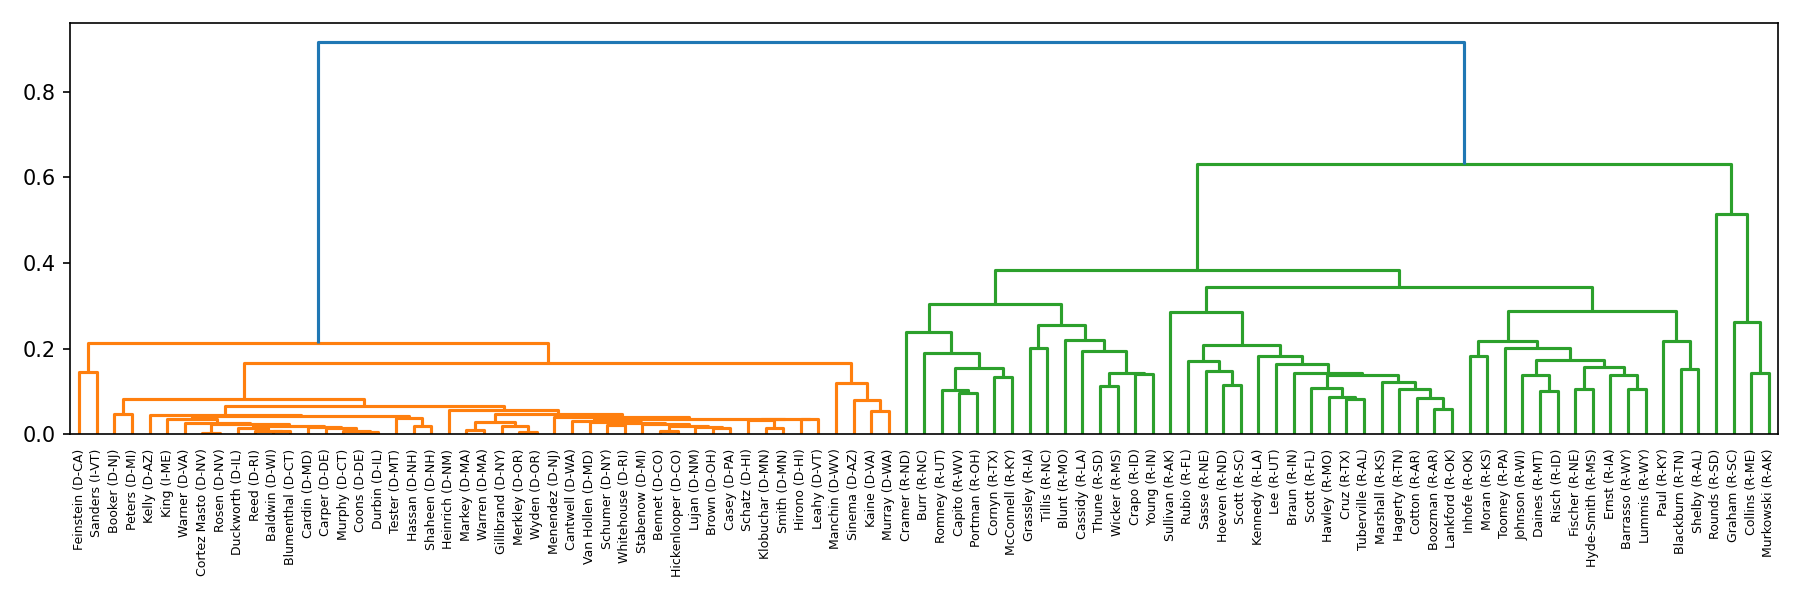 0.8
0.6
0.4
0.2
0.0
Feinstein (D-CA)
Sanders (I-VT)
Booker (D-NJ)
Peters (D-MI)
Kelly (D-AZ)
King (I-ME)
Warner (D-VA)
Cortez Masto (D-NV)
Rosen (D-NV)
Duckworth (D-IL)
Reed (D-RI)
Baldwin (D-WI)
Blumenthal (D-CT)
Cardin (D-MD)
Carper (D-DE)
Murphy (D-CT)
Coons (D-DE)
Durbin (D-IL)
Tester (D-MT)
Hassan (D-NH)
Shaheen (D-NH)
Heinrich (D-NM)
Markey (D-MA)
Warren (D-MA)
Gillibrand (D-NY)
Merkley (D-OR)
Wyden (D-OR)
Menendez (D-NJ)
Cantwell (D-WA)
Van Hollen (D-MD)
Schumer (D-NY)
Whitehouse (D-RI)
Stabenow (D-MI)
Bennet (D-CO)
Hickenlooper (D-CO)
Lujan (D-NM)
Brown (D-OH)
Casey (D-PA)
Schatz (D-HI)
Klobuchar (D-MN)
Smith (D-MN)
Hirono (D-HI)
Leahy (D-VT)
Manchin (D-WV)
Sinema (D-AZ)
Kaine (D-VA)
Murray (D-WA)
Cramer (R-ND)
Burr (R-NC)
Romney (R-UT)
Capito (R-WV)
Portman (R-OH)
Cornyn (R-TX)
McConnell (R-KY)
Grassley (R-IA)
Tillis (R-NC)
Blunt (R-MO)
Cassidy (R-LA)
Thune (R-SD)
Wicker (R-MS)
Crapo (R-ID)
Young (R-IN)
Sullivan (R-AK)
Rubio (R-FL)
Sasse (R-NE)
Hoeven (R-ND)
Scott (R-SC)
Kennedy (R-LA)
Lee (R-UT)
Braun (R-IN)
Scott (R-FL)
Hawley (R-MO)
Cruz (R-TX)
Tuberville (R-AL)
Marshall (R-KS)
Hagerty (R-TN)
Cotton (R-AR)
Boozman (R-AR)
Lankford (R-OK)
Inhofe (R-OK)
Moran (R-KS)
Toomey (R-PA)
Johnson (R-WI)
Daines (R-MT)
Risch (R-ID)
Fischer (R-NE)
Hyde-Smith (R-MS)
Ernst (R-IA)
Barrasso (R-WY)
Lummis (R-WY)
Paul (R-KY)
Blackburn (R-TN)
Shelby (R-AL)
Rounds (R-SD)
Graham (R-SC)
Collins (R-ME)
Murkowski (R-AK)